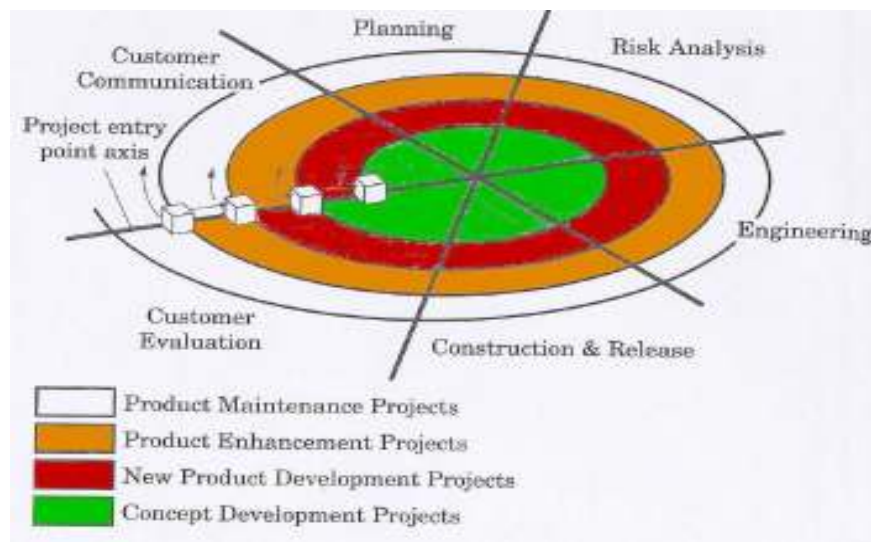 Planning
Risk Analysis
Customer
Communication
Project entry
point axis
Engineering
Customer
Evaluation
Construction & Release
Product Maintenance Projects
Product Enhancement Projects
New Product Development Projects
Concept Development Projects